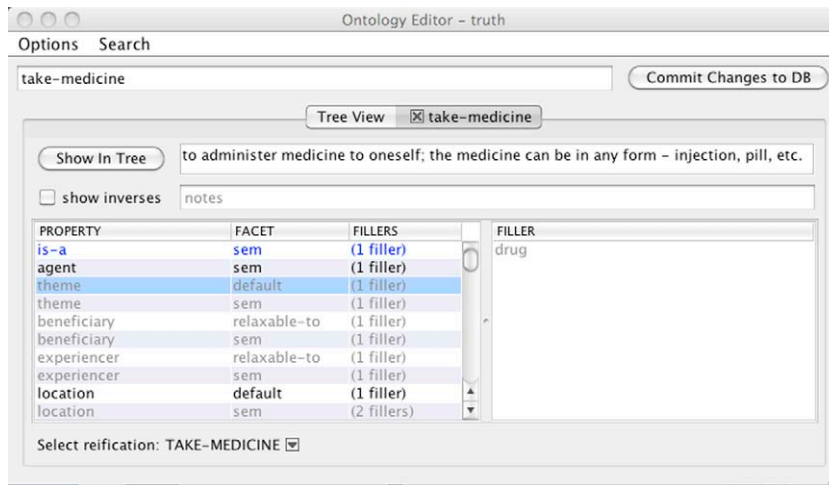 Ontology Editor – truth
Options Search
take-medicine Commit Changes to DB
Tree View take-medicine
Show In Tree to administer medicine to oneself; the medicine can be in any form – injection, pill, etc.
show inverses notes
PROPERTY FACET FILLERS FILLER
is-a sem (1 filler) drug
agent sem (1 filler)
theme default (1 filler)
theme sem (1 filler)
beneficiary relaxable-to (1 filler)
beneficiary sem (1 filler)
experiencer relaxable-to (1 filler)
experiencer sem (1 filler)
location default (1 filler)
location sem (2 fillers)
Select reification: TAKE-MEDICINE